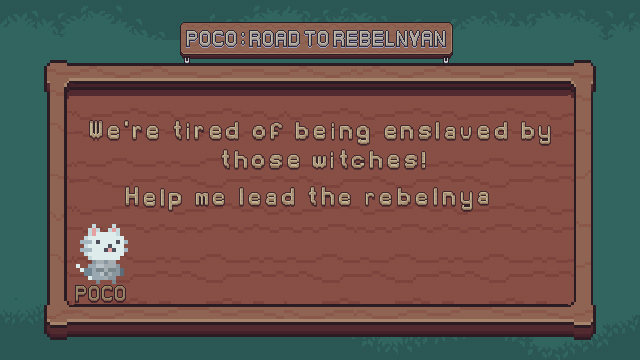 POCO: ROAD TO REBELNYAN
We're tired of being enslaved by
those witches!
Help me lead the rebelnya
POCO